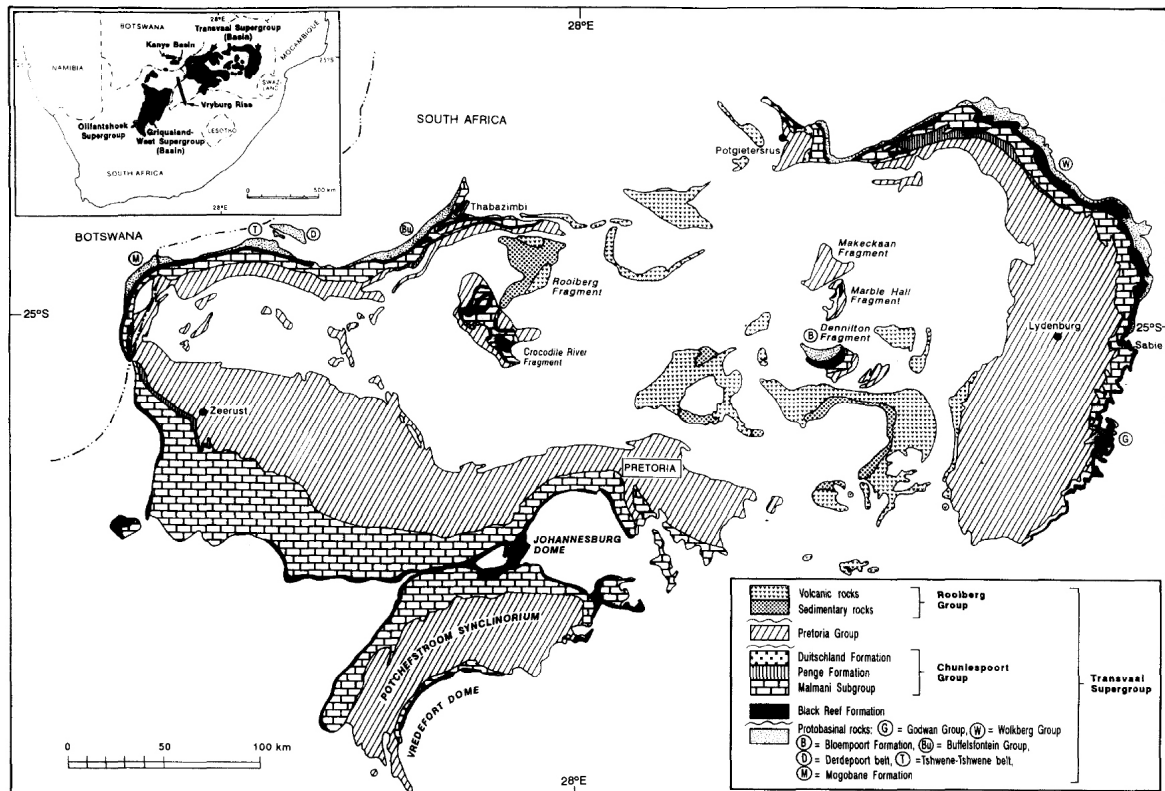 28°E
BOTSWANA
Transvaal Supergroup
(Basin)
MOCAMBIQUE
Kanye Basin
25°S
NAMIBIA
SWAZ-
LAND
Vryburg Rise
Olifantshoek
Supergroup
Griqualand-
West Supergroup
(Basin)
LESOTHO
SOUTH AFRICA
0 500 km
28°E
28°E
SOUTH AFRICA
Potgietersrus
W
Thabazimbi
Bu
T
D
BOTSWANA
M
Rooiberg
Fragment
Makeckaan
Fragment
Marble Hall
Fragment
25°S
Dennilton
Fragment
B
Lydenburg
25°S
Sabie
Crocodile River
Fragment
Zeerust
G
PRETORIA
JOHANNESBURG
DOME
POTCHEFSTROOM SYNCLINORIUM
VREDEFORT DOME
0 50 100 km
28°E
Volcanic rocks
Sedimentary rocks
Rooiberg
Group
Pretoria Group
Duitschland Formation
Penge Formation
Malmani Subgroup
Chuniespoort
Group
Transvaal
Supergroup
Black Reef Formation
Protobasinal rocks: G = Godwan Group, W = Wolkberg Group
B = Bloempoort Formation, Bu = Buffelsfontein Group,
D = Derdepoort belt, T = Tshwene-Tshwene belt,
M = Mogobane Formation